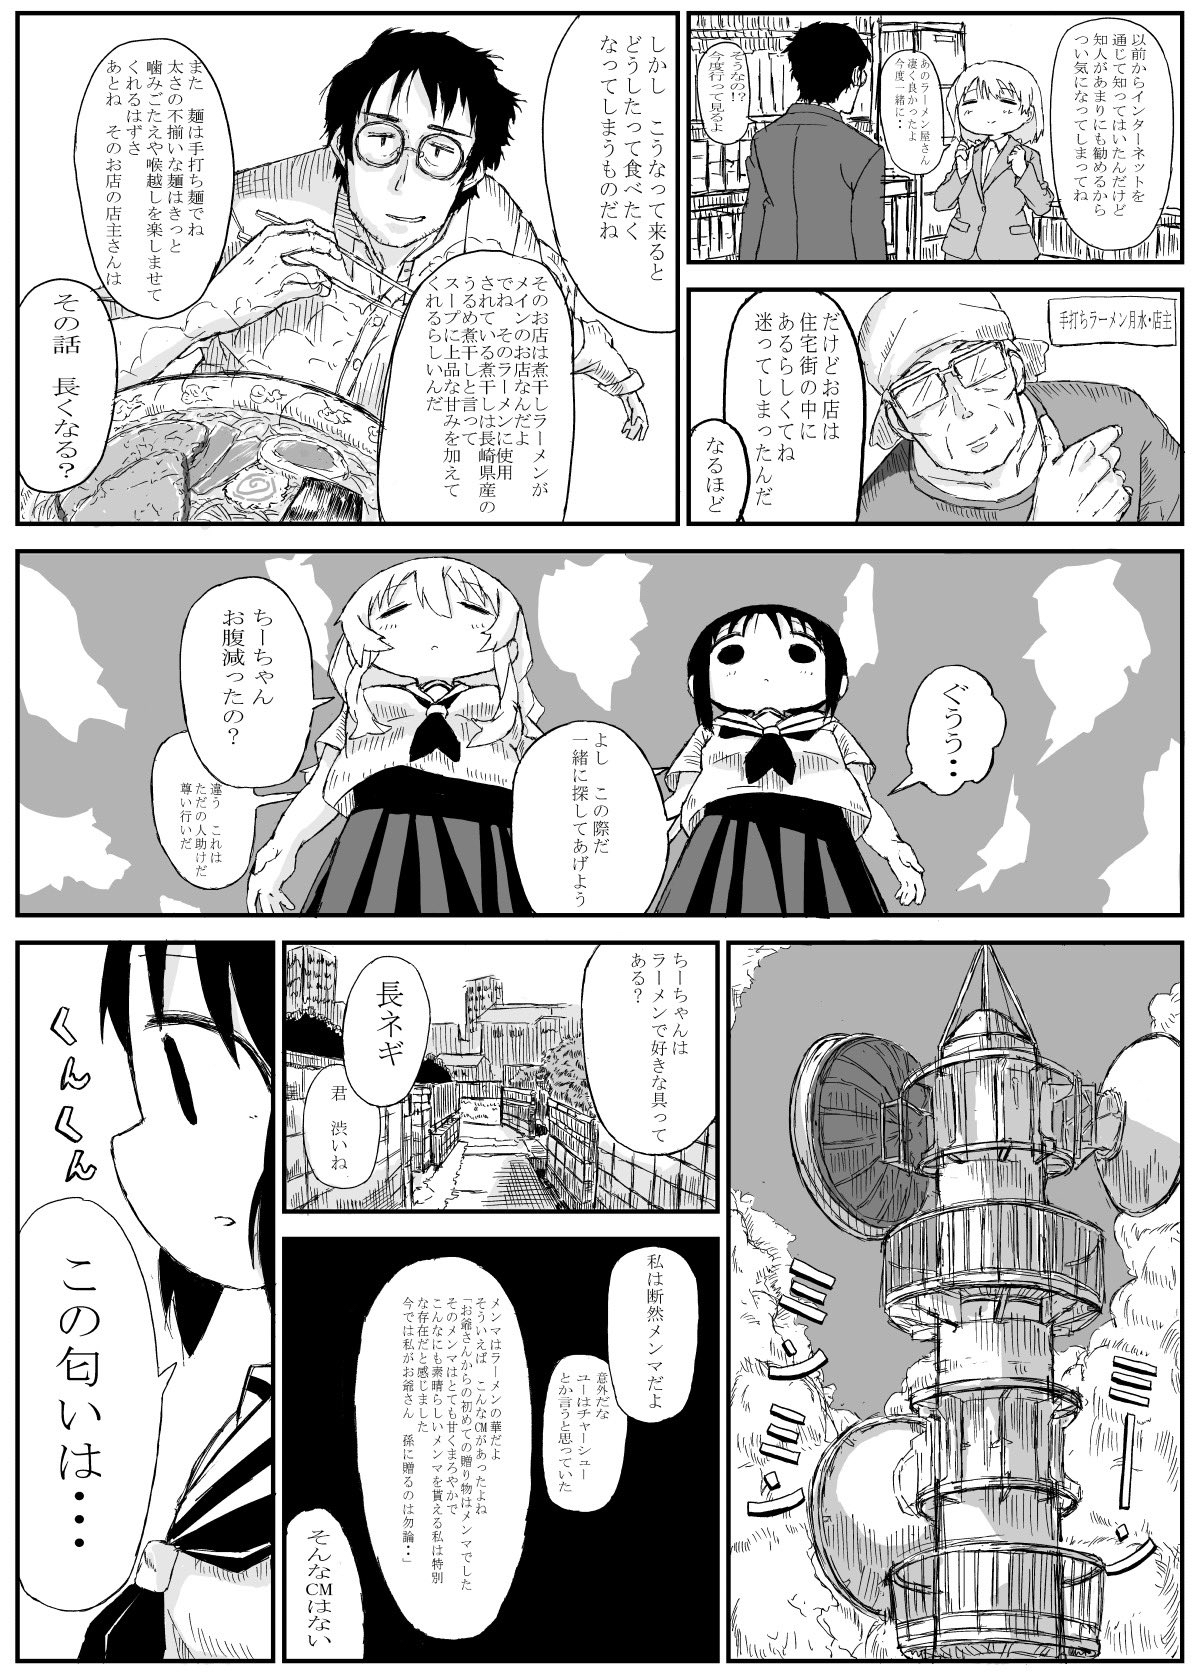 以前からインターネットを
通じて知ってはいたんだけど
知人があまりにも勧めるから
つい気になってしまってね
あのラーメン屋さん
凄く良かったよ
今度一緒に・・
そうなの!?
今度行って見るよ
手打ちラーメン月水・店主
だけどお店は
住宅街の中に
あるらしくてね
迷ってしまったんだ
なるほど
しかし こうなって来ると
どうしたって食べたく
なってしまうものだね
そのお店は煮干しラーメンが
メインのお店なんだよ
でね そのラーメンに使用
されている煮干しは長崎県産の
うるめ煮干しと言って
スープに上品な甘みを加えて
くれるらしいんだ
また 麺は手打ち麺でね
太さの不揃いな麺はきっと
噛みごたえや喉越しを楽しませて
くれるはずさ
あとね そのお店の店主さんは
その話 長くなる?
ぐぅう・・
よし この際だ
一緒に探してあげよう
ちーちゃん
お腹減ったの?
違う これは
ただの人助けだ
尊い行いだ
ミーンミーン
ミーン・・
ちーちゃんは
ラーメンで好きな具って
ある?
長ネギ
君 渋いね
私は断然メンマだよ
意外だな
ユーはチャーシュー
とか言うと思っていた
メンマはラーメンの華だよ
そういえば こんなCMがあったよね
「お爺さんからの初めての贈り物はメンマでした
そのメンマはとても甘くまろやかで
こんなにも素晴らしいメンマを貰える私は特別
な存在だと感じました
今では私がお爺さん 孫に贈るのは勿論・・」
そんなCMはない
くんくん
この匂いは・・・